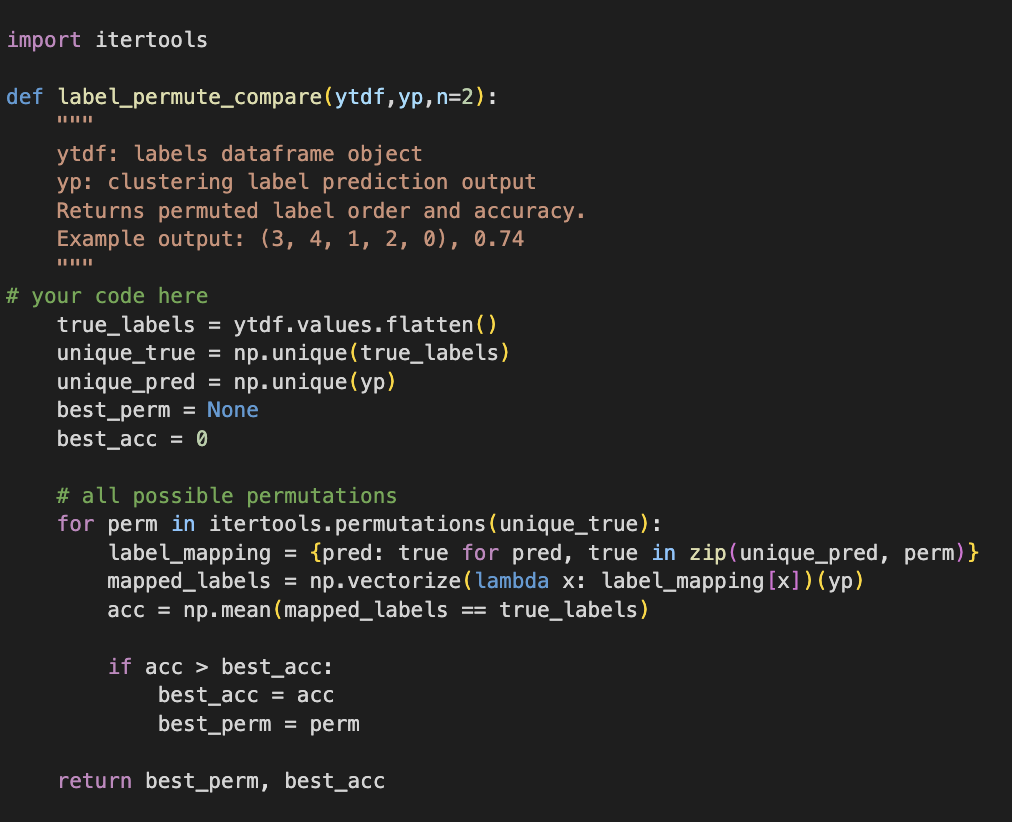 import itertools
def label_permute_compare(ytdf,yp,n=2):
    """
    ytdf: labels dataframe object
    yp: clustering label prediction output
    Returns permuted label order and accuracy.
    Example output: (3, 4, 1, 2, 0), 0.74
    """
# your code here
    true_labels = ytdf.values.flatten()
    unique_true = np.unique(true_labels)
    unique_pred = np.unique(yp)
    best_perm = None
    best_acc = 0
    # all possible permutations
    for perm in itertools.permutations(unique_true):
        label_mapping = {pred: true for pred, true in zip(unique_pred, perm)}
        mapped_labels = np.vectorize(lambda x: label_mapping[x])(yp)
        acc = np.mean(mapped_labels == true_labels)
        if acc > best_acc:
            best_acc = acc
            best_perm = perm
    return best_perm, best_acc